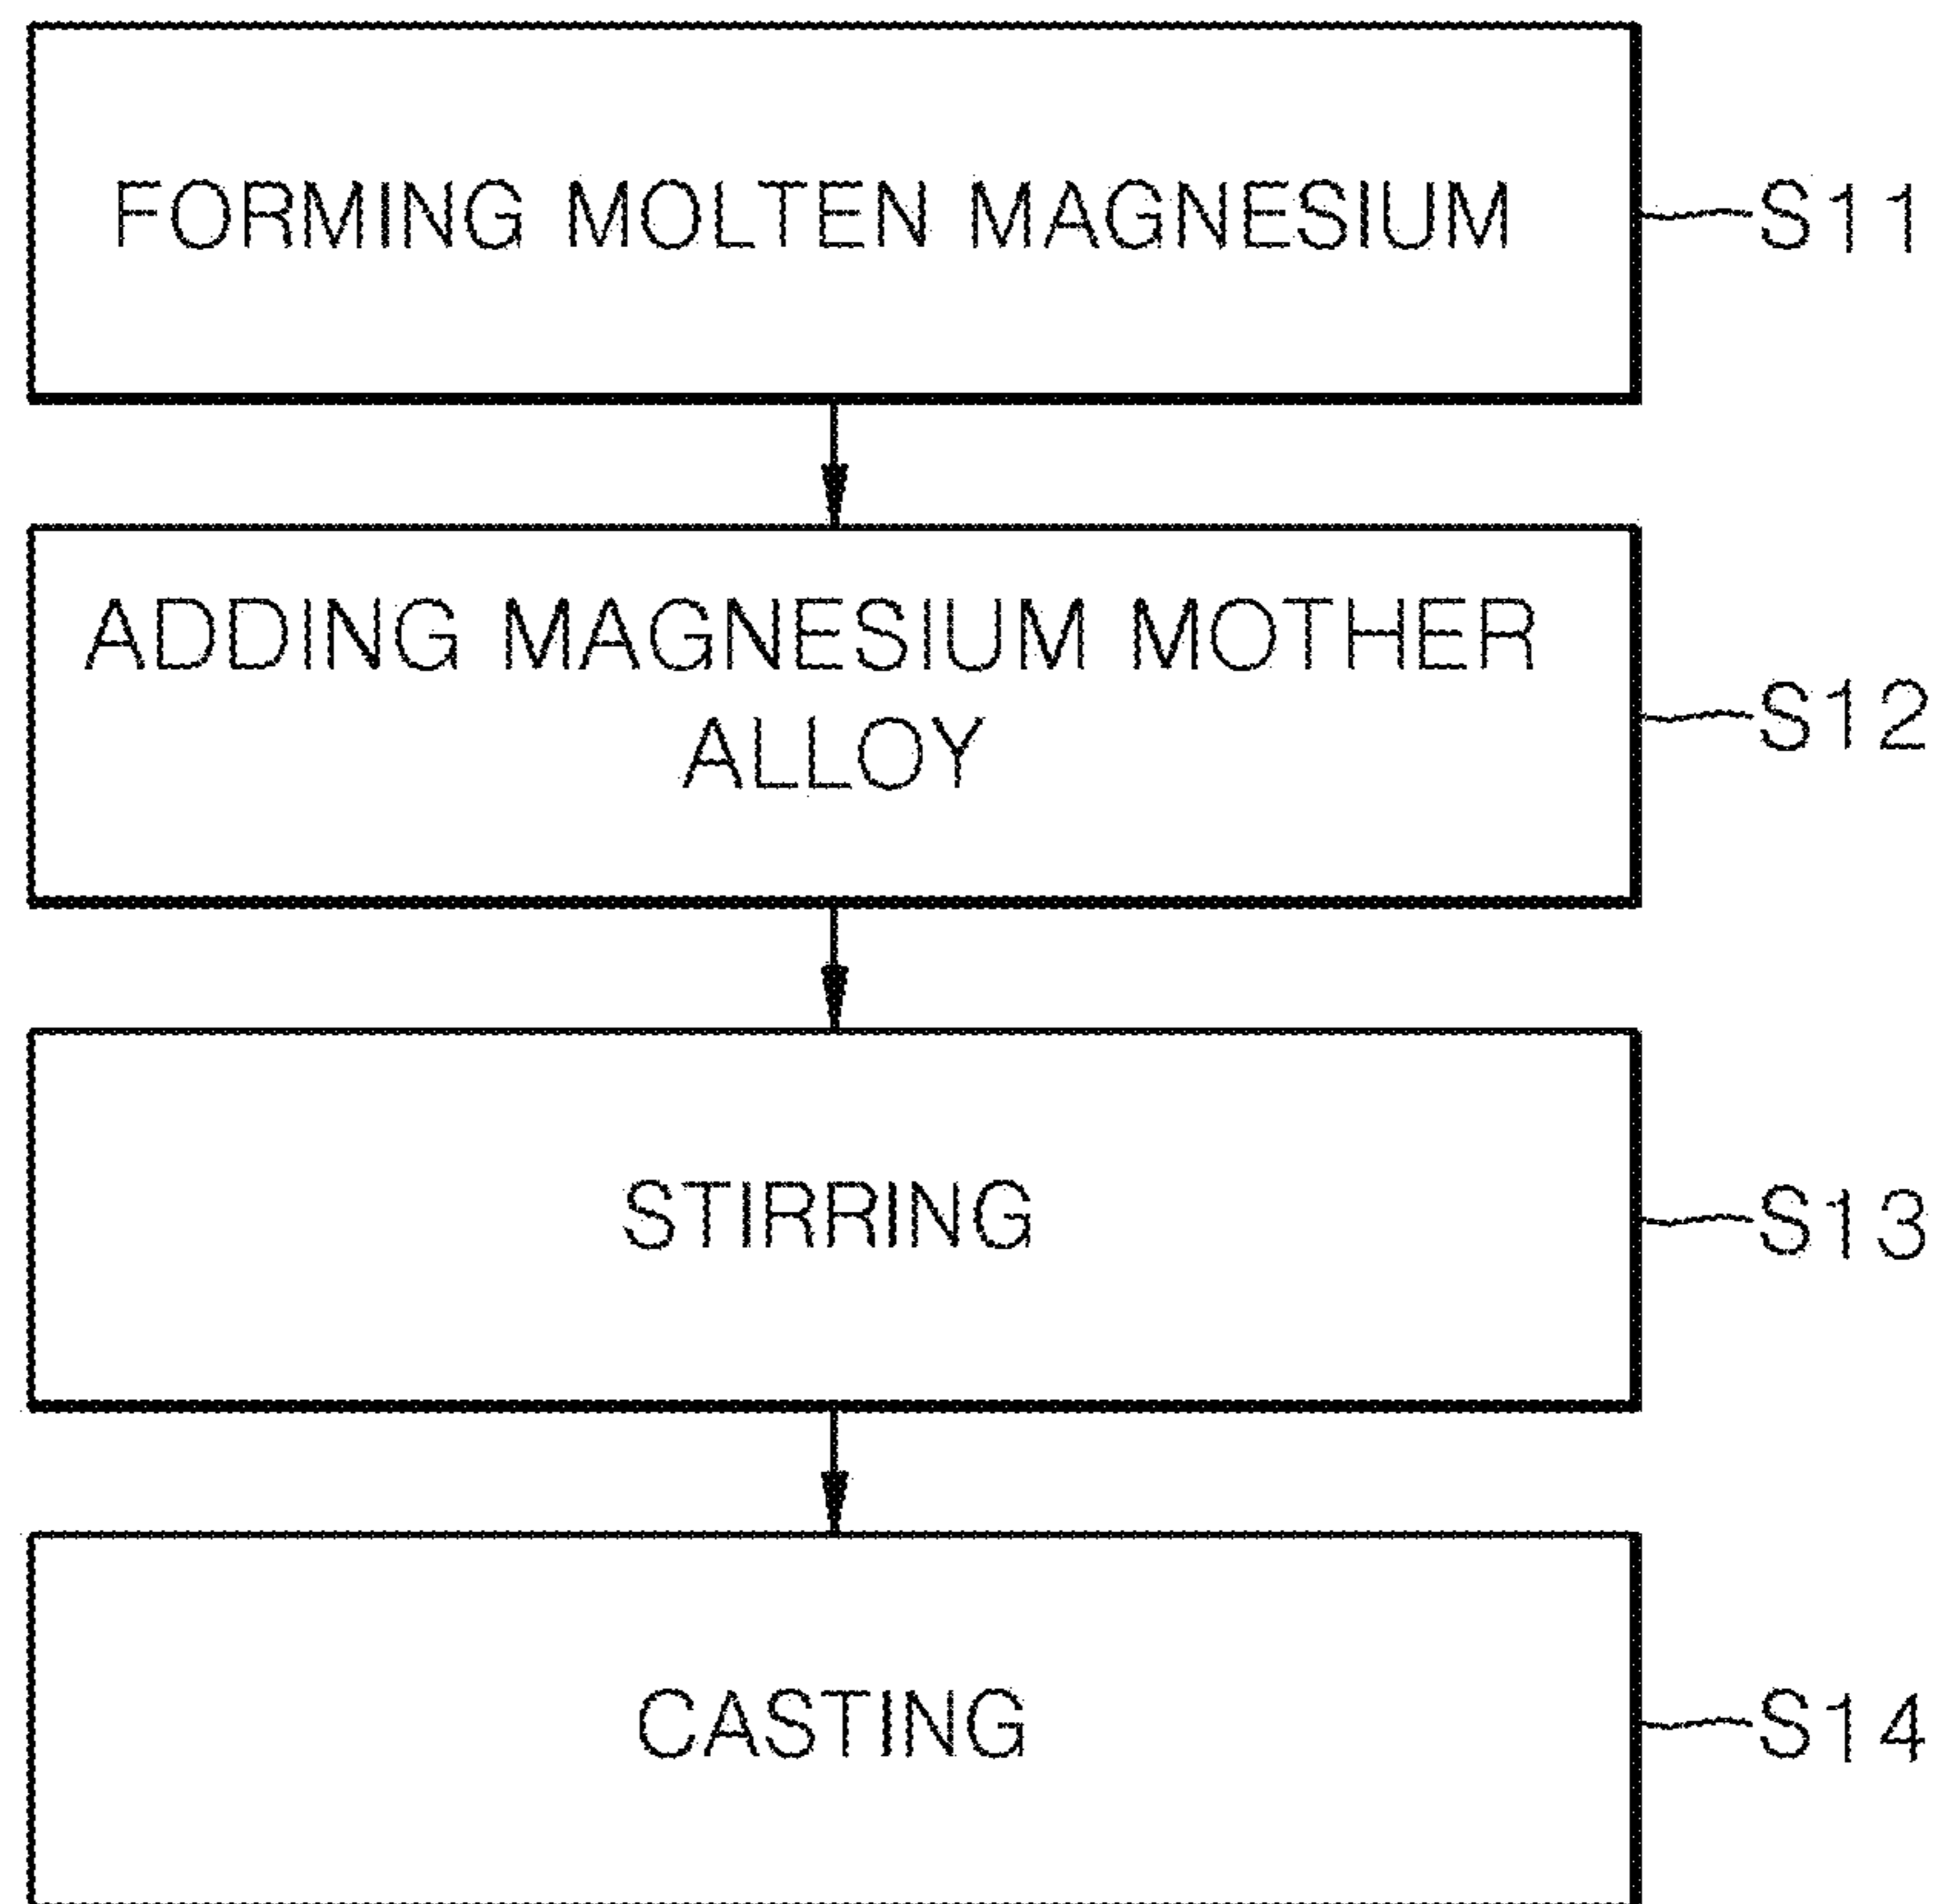 FORMING MOLTEN MAGNESIUM
S11
ADDING MAGNESIUM MOTHER
ALLOY
S12
STIRRING
S13
CASTING
S14